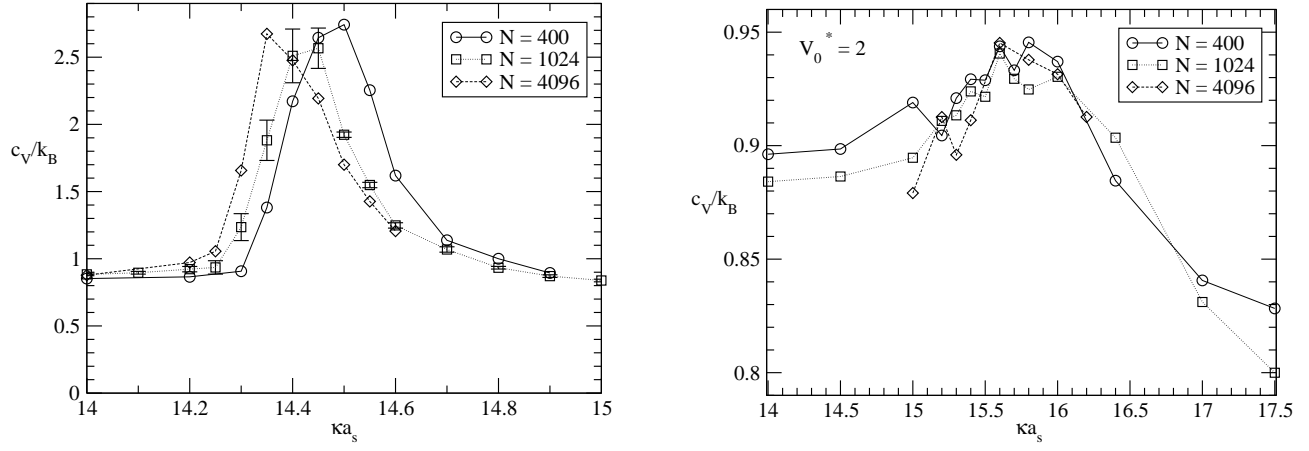 2.5
2
1.5
1
0.5
0
c_V/k_B
14
14.2
14.4
14.6
14.8
15
κa_s
N = 400
N = 1024
N = 4096
0.95
0.9
0.85
0.8
c_V/k_B
V_0^* = 2
14
14.5
15
15.5
16
16.5
17
17.5
κa_s
N = 400
N = 1024
N = 4096